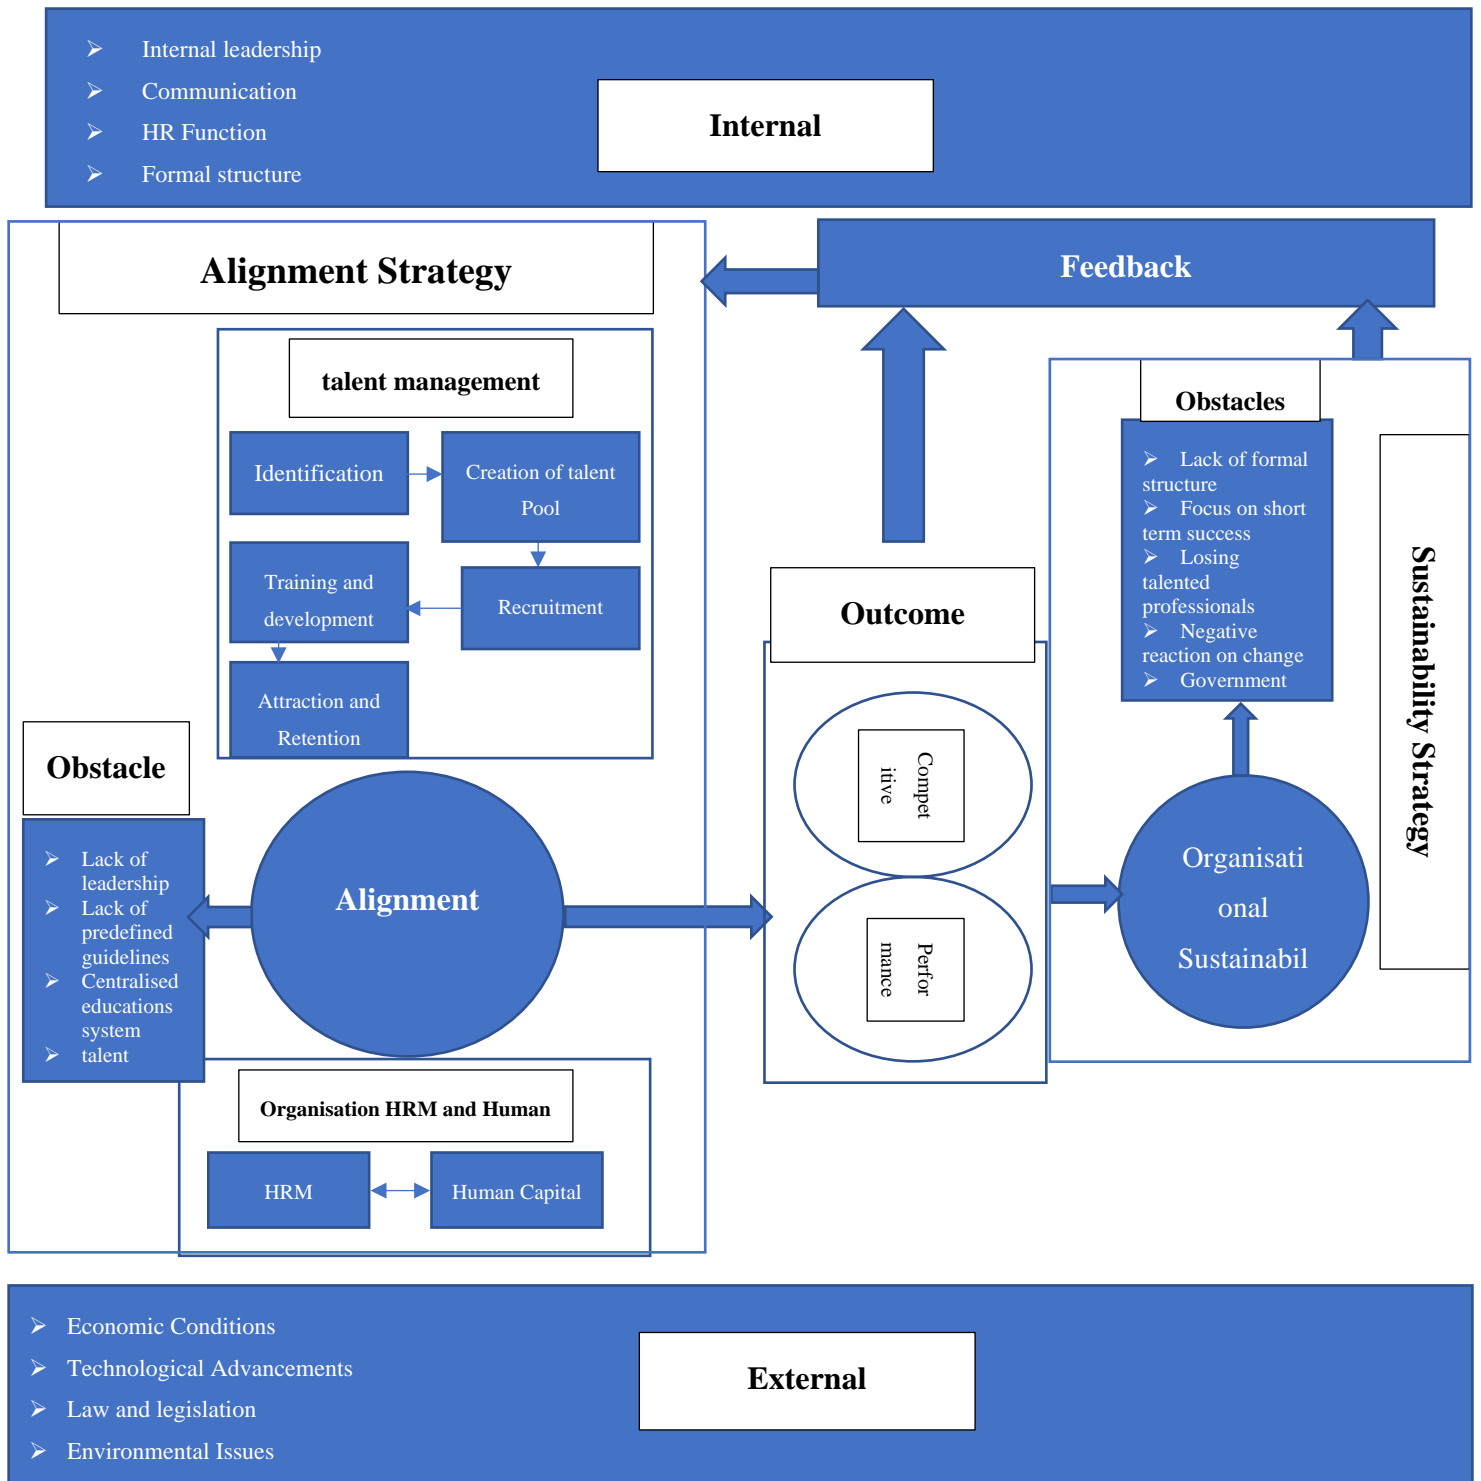 ➢ Internal leadership
➢ Communication
➢ HR Function
➢ Formal structure
Internal
Alignment Strategy
Feedback
talent management
Identification
Creation of talent
Pool
Training and
development
Recruitment
Attraction and
Retention
Obstacle
➢ Lack of
leadership
➢ Lack of
predefined
guidelines
➢ Centralised
educations
system
➢ talent
Alignment
Organisation HRM and Human
HRM
Human Capital
Outcome
Compet
itive
Perfor
mance
Obstacles
➢ Lack of formal
structure
➢ Focus on short
term success
➢ Losing
talented
professionals
➢ Negative
reaction on change
➢ Government
Organisati
onal
Sustainabil
Sustainability Strategy
➢ Economic Conditions
➢ Technological Advancements
➢ Law and legislation
➢ Environmental Issues
External